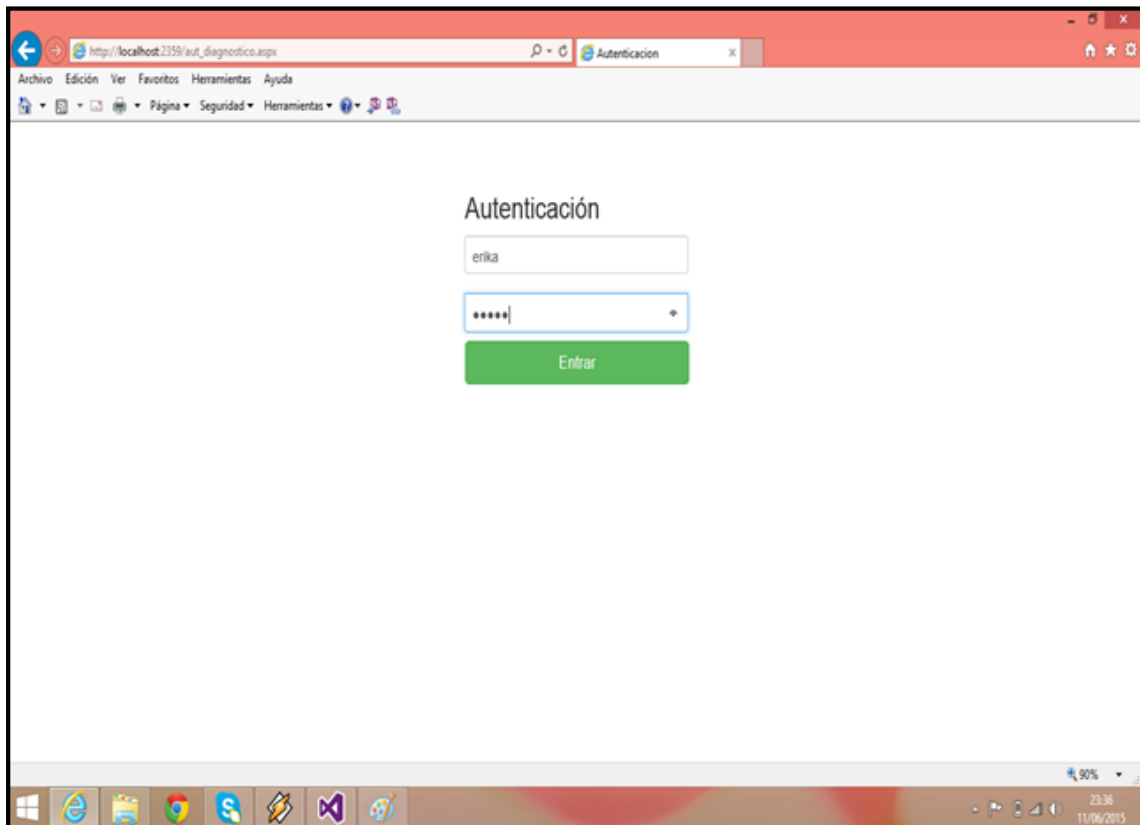 http://localhost:2359/aut_diagnostico.aspx
Autenticacion
Archivo Edición Ver Favoritos Herramientas Ayuda
Página Seguridad Herramientas
Autenticación
erika
•••••
Entrar
90%
23:36
11/06/2015